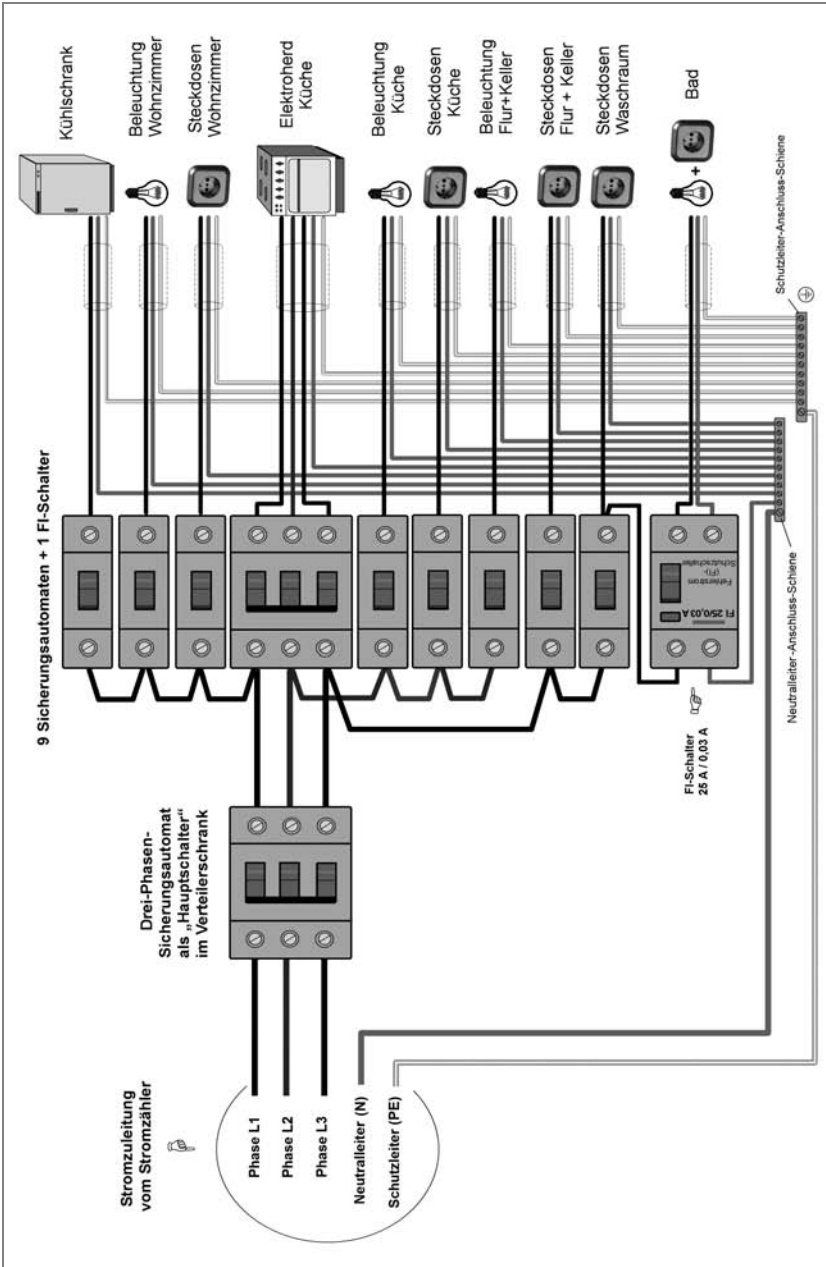 Kühlschrank
Beleuchtung
Wohnzimmer
Steckdosen
Wohnzimmer
Elektroherd
Küche
Beleuchtung
Küche
Steckdosen
Küche
Beleuchtung
Flur+Keller
Steckdosen
Flur + Keller
Steckdosen
Waschraum
Bad
+
Schutzleiter-Anschluss-Schiene
9 Sicherungsautomaten + 1 FI-Schalter
Fehlerstrom
(FI)-
Schutzschalter
FI 25/0,03 A
Neutralleiter-Anschluss-Schiene
FI-Schalter
25 A / 0,03 A
Drei-Phasen-
Sicherungsautomat
als „Hauptschalter“
im Verteilerschrank
Stromzuleitung
vom Stromzähler
Phase L1
Phase L2
Phase L3
Neutralleiter (N)
Schutzleiter (PE)